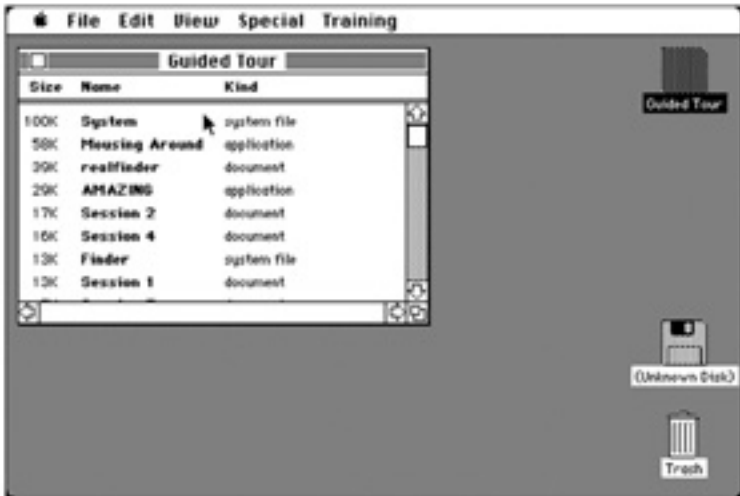 File Edit View Special Training
Guided Tour
Size Name Kind
100K System system file
58K Mousing Around application
39K realfinder document
29K AMAZING application
17K Session 2 document
16K Session 4 document
13K Finder system file
13K Session 1 document
Guided Tour
(Unknown Disk)
Trash